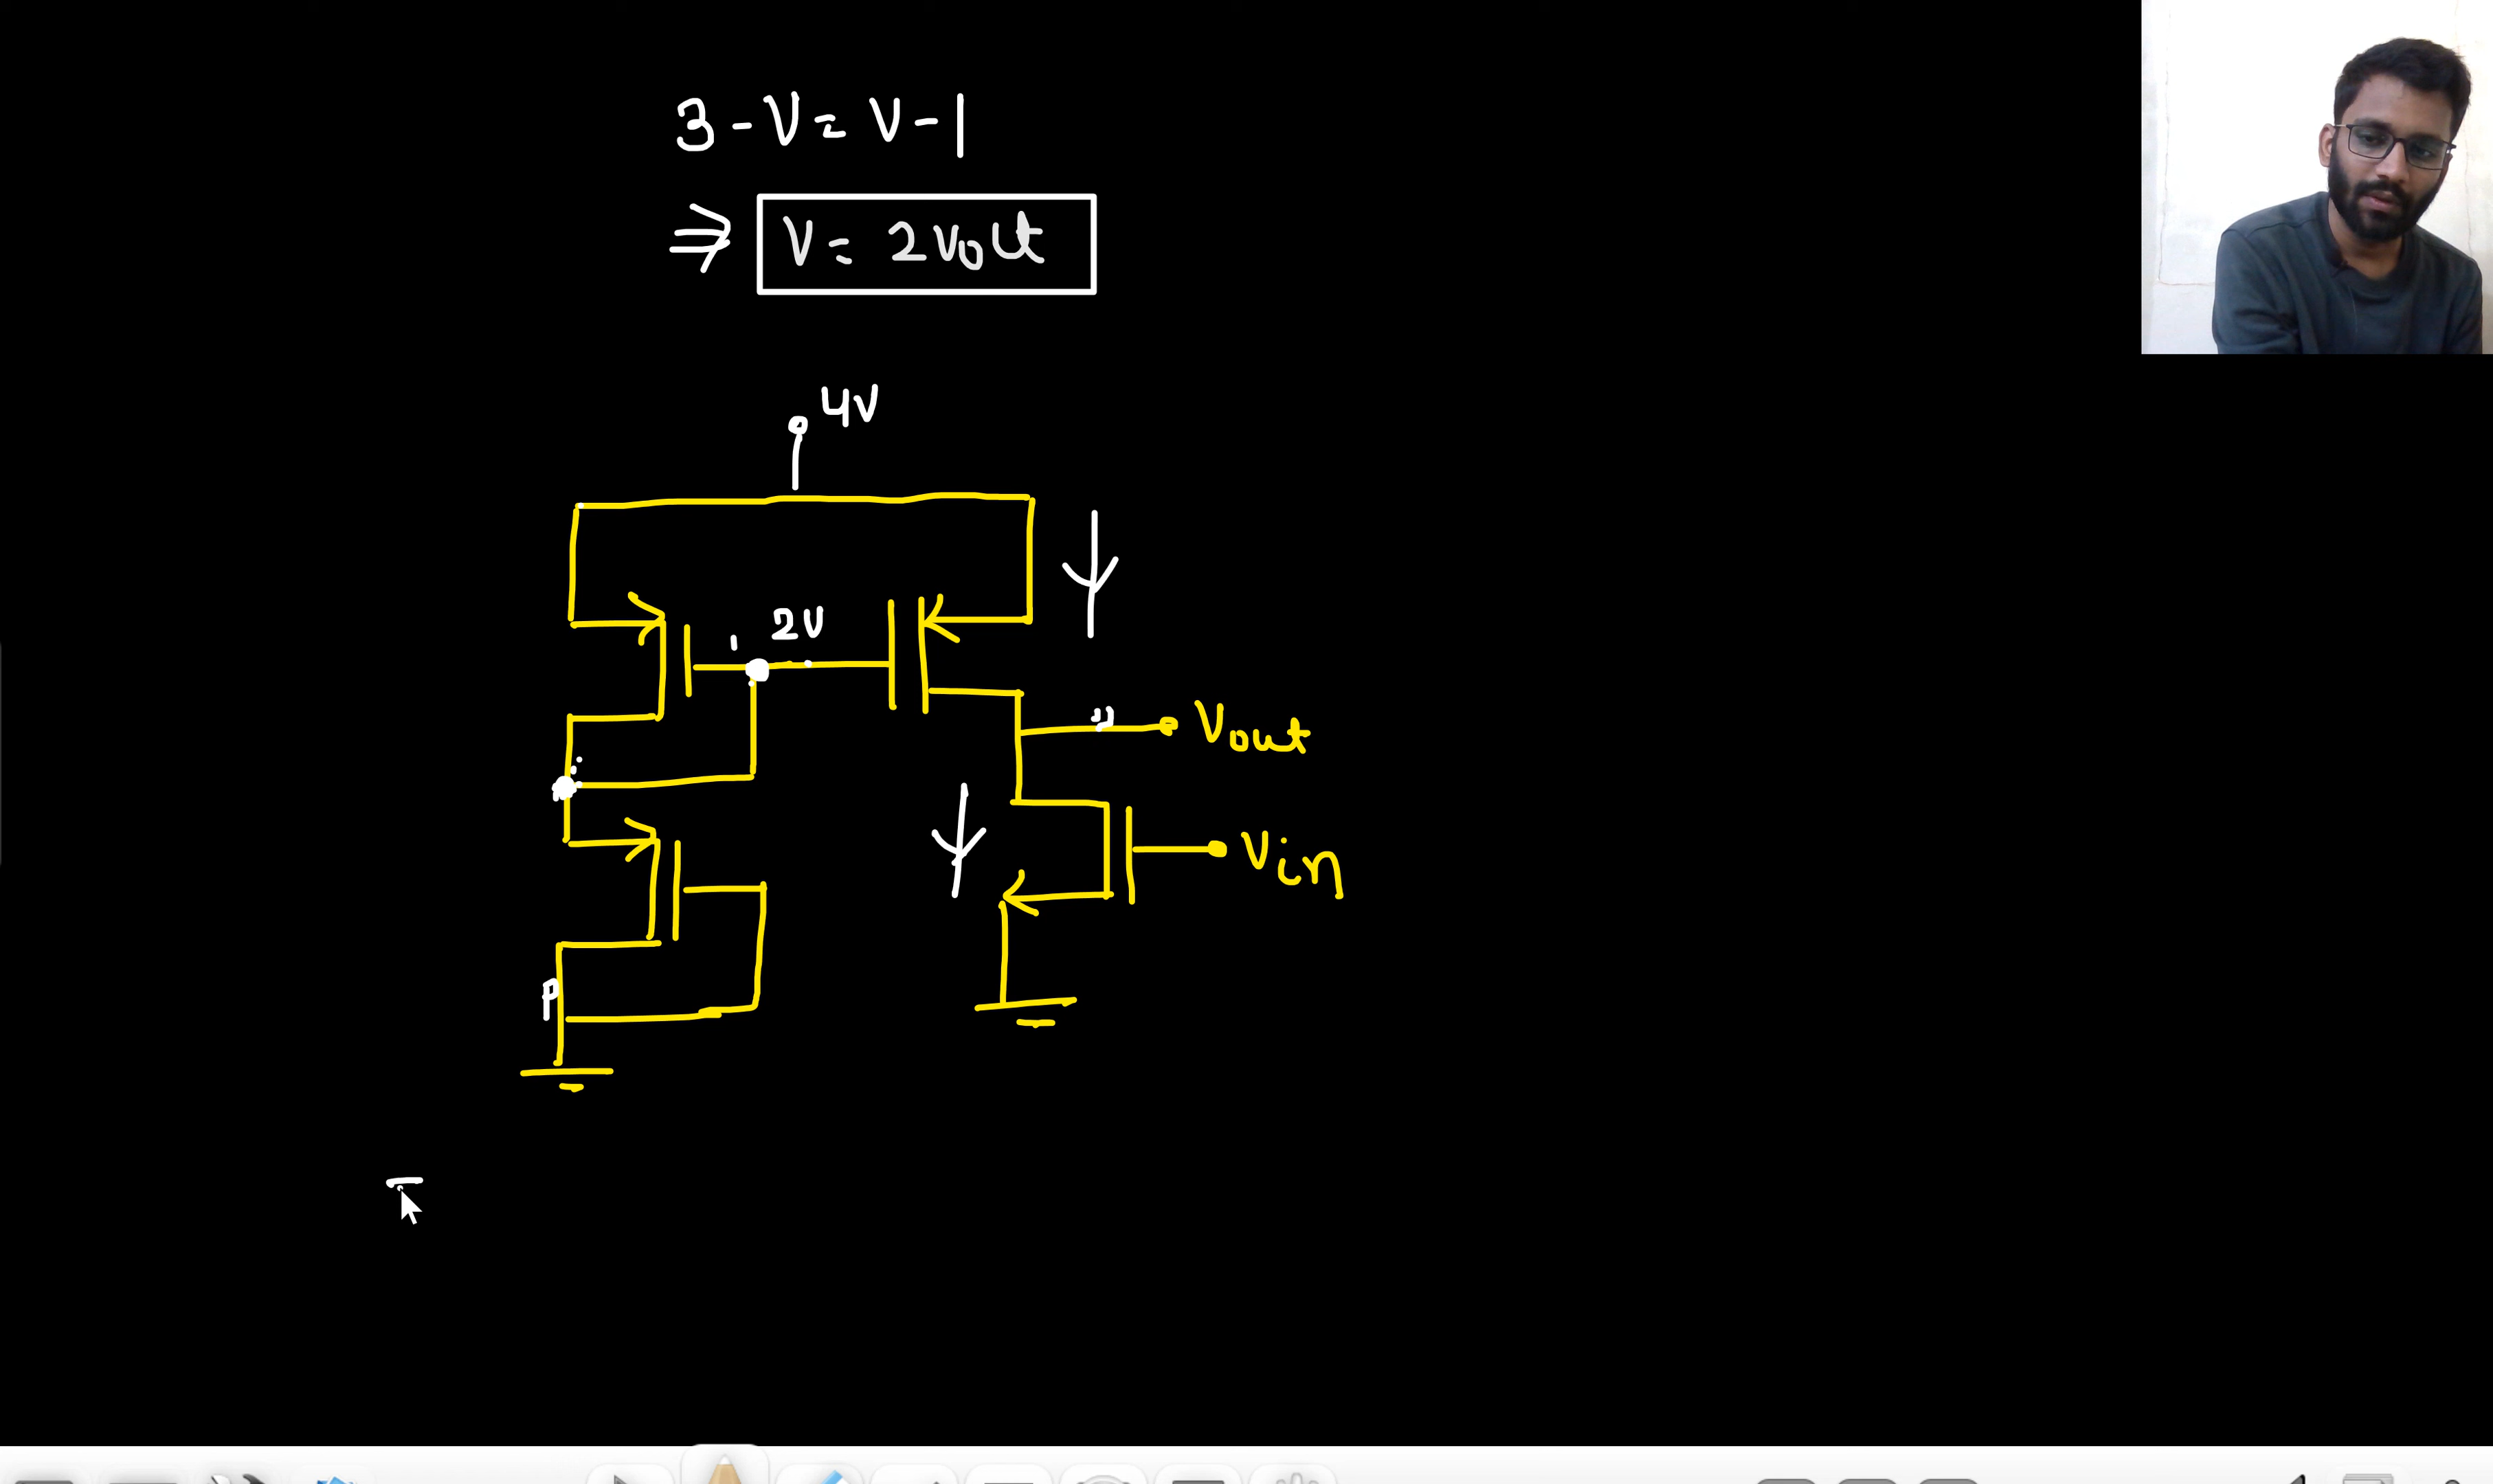 3 - V = V - 1
⇒ V = 2 volt
4V
2V
Vout
Vin